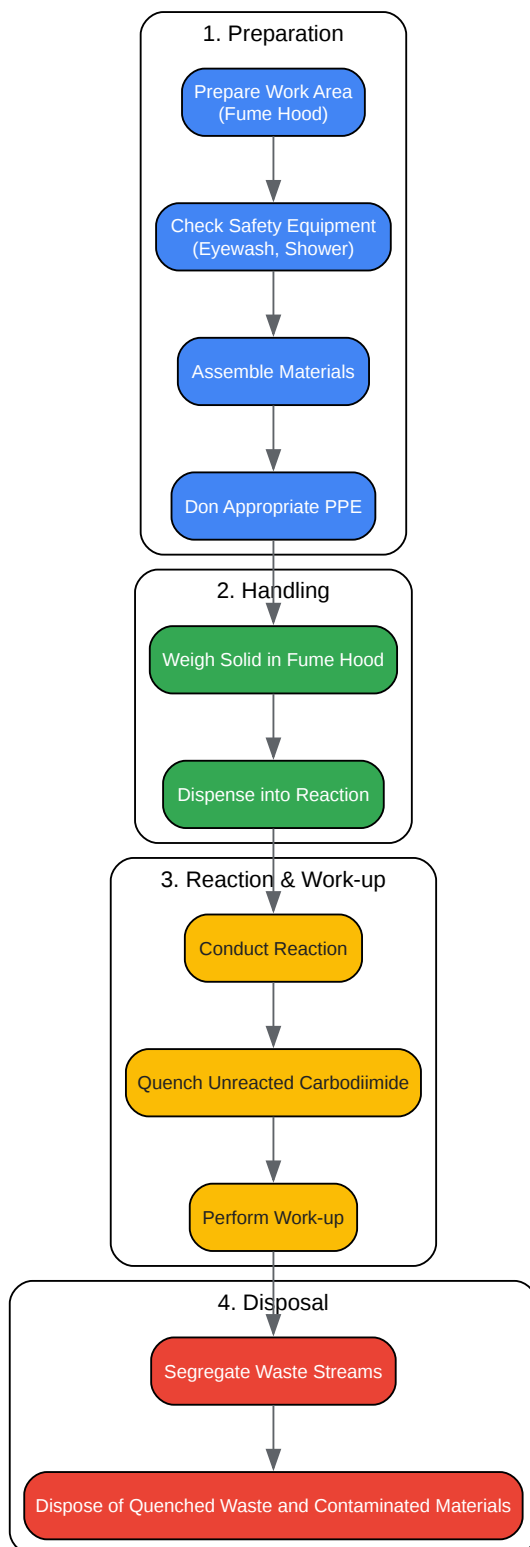 1. Preparation
Prepare Work Area
(Fume Hood)
Check Safety Equipment
(Eyewash, Shower)
Assemble Materials
Don Appropriate PPE
2. Handling
Weigh Solid in Fume Hood
Dispense into Reaction
3. Reaction & Work-up
Conduct Reaction
Quench Unreacted Carbodiimide
Perform Work-up
4. Disposal
Segregate Waste Streams
Dispose of Quenched Waste and Contaminated Materials